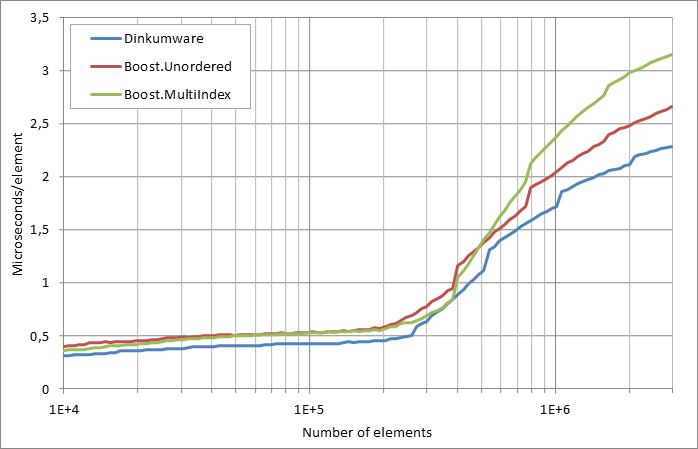 3,5
3
2,5
2
1,5
1
0,5
0
Microseconds/element
Dinkumware
Boost.Unordered
Boost.MultiIndex
1E+4
1E+5
1E+6
Number of elements